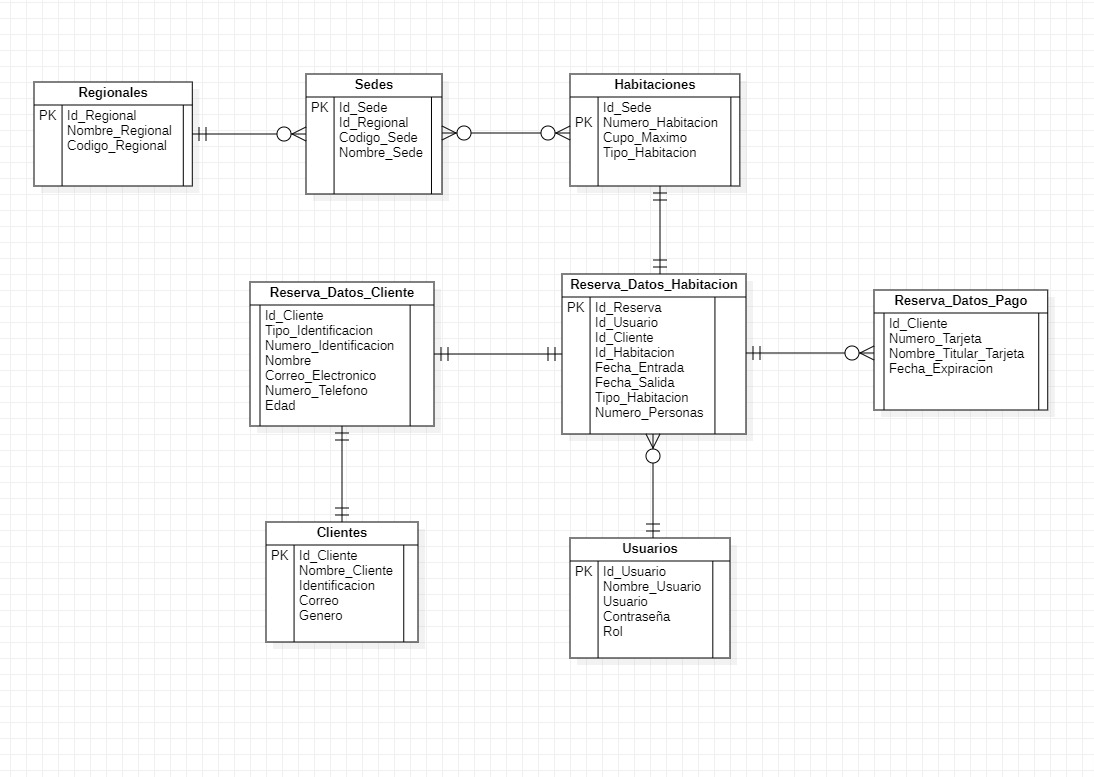 Regionales
PK
Id_Regional
Nombre_Regional
Codigo_Regional
Sedes
PK
Id_Sede
Id_Regional
Codigo_Sede
Nombre_Sede
Habitaciones
Id_Sede
PK
Numero_Habitacion
Cupo_Maximo
Tipo_Habitacion
Reserva_Datos_Cliente
Id_Cliente
Tipo_Identificacion
Numero_Identificacion
Nombre
Correo_Electronico
Numero_Telefono
Edad
Reserva_Datos_Habitacion
PK
Id_Reserva
Id_Usuario
Id_Cliente
Id_Habitacion
Fecha_Entrada
Fecha_Salida
Tipo_Habitacion
Numero_Personas
Reserva_Datos_Pago
Id_Cliente
Numero_Tarjeta
Nombre_Titular_Tarjeta
Fecha_Expiracion
Clientes
PK
Id_Cliente
Nombre_Cliente
Identificacion
Correo
Genero
Usuarios
PK
Id_Usuario
Nombre_Usuario
Usuario
Contraseña
Rol